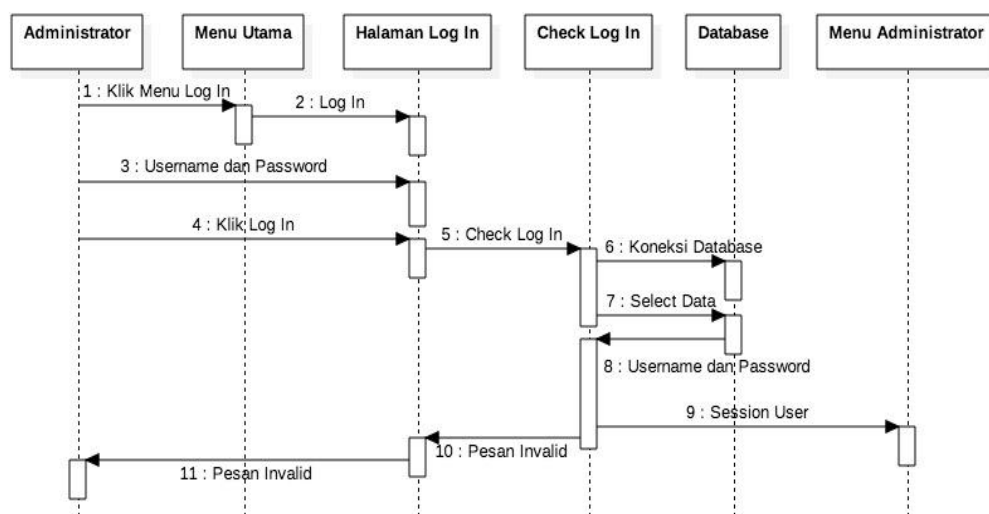 Administrator
Menu Utama
Halaman Log In
Check Log In
Database
Menu Administrator
1 : Klik Menu Log In
2 : Log In
3 : Username dan Password
4 : Klik Log In
5 : Check Log In
6 : Koneksi Database
7 : Select Data
8 : Username dan Password
9 : Session User
10 : Pesan Invalid
11 : Pesan Invalid